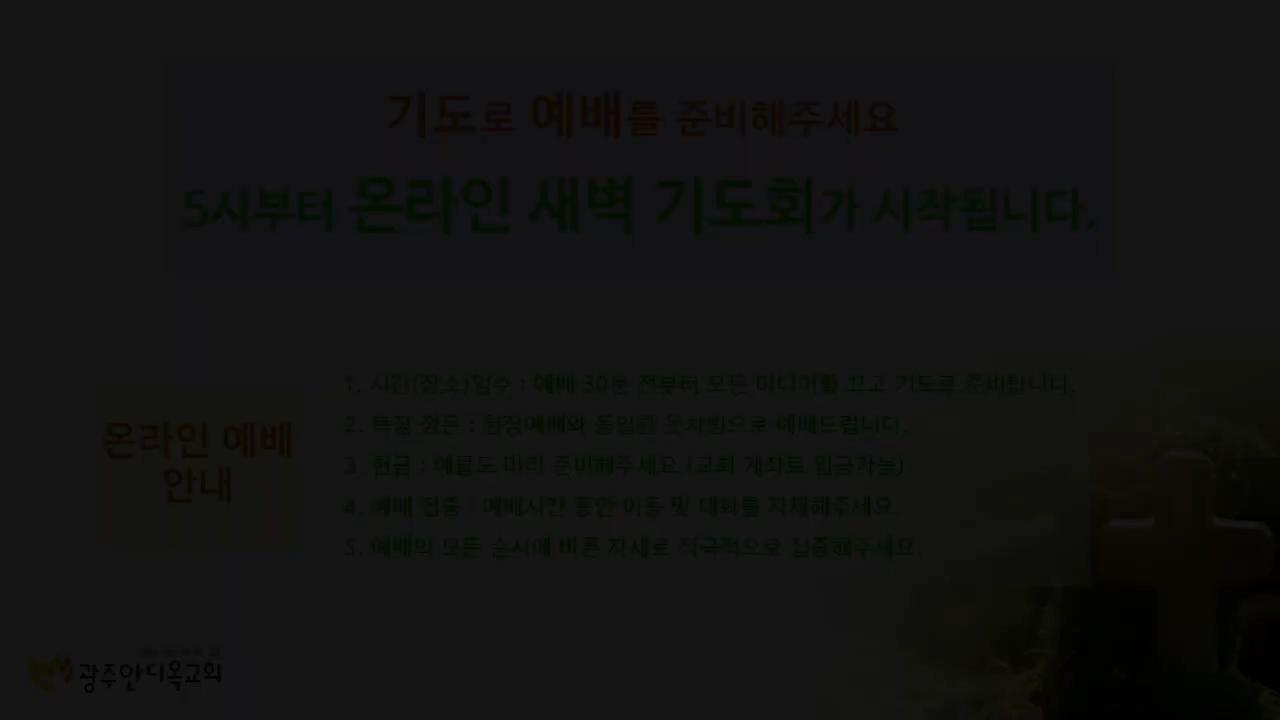 기도로 예배를 준비해주세요
5시부터 온라인 새벽 기도회가 시작됩니다.
온라인 예배
안내
1. 시간(장소)엄수 : 예배 30분 전부터 모든 미디어를 끄고 기도로 준비합니다.
2. 복장 : 현장예배와 동일한 옷차림으로 예배드립니다.
3. 헌금 : 예물도 미리 준비해주세요 (교회 계좌로 입금가능)
4. 예배 집중 : 예배시간 동안 이동 및 대화를 자제해주세요.
5. 예배의 모든 순서에 바른 자세로 적극적으로 집중해주세요.
광주안디옥교회